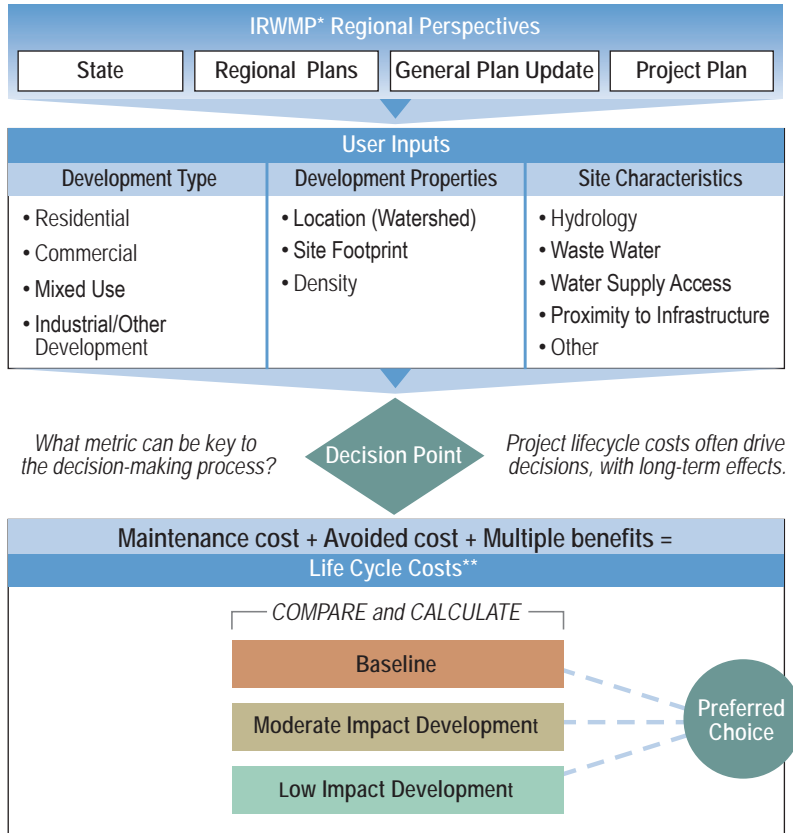 IRWMP* Regional Perspectives
State
Regional Plans
General Plan Update
Project Plan
User Inputs
Development Type
• Residential
• Commercial
• Mixed Use
• Industrial/Other
Development
Development Properties
• Location (Watershed)
• Site Footprint
• Density
Site Characteristics
• Hydrology
• Waste Water
• Water Supply Access
• Proximity to Infrastructure
• Other
What metric can be key to
the decision-making process?
Decision Point
Project lifecycle costs often drive
decisions, with long-term effects.
Maintenance cost + Avoided cost + Multiple benefits =
Life Cycle Costs**
COMPARE and CALCULATE
Baseline
Moderate Impact Development
Low Impact Development
Preferred
Choice